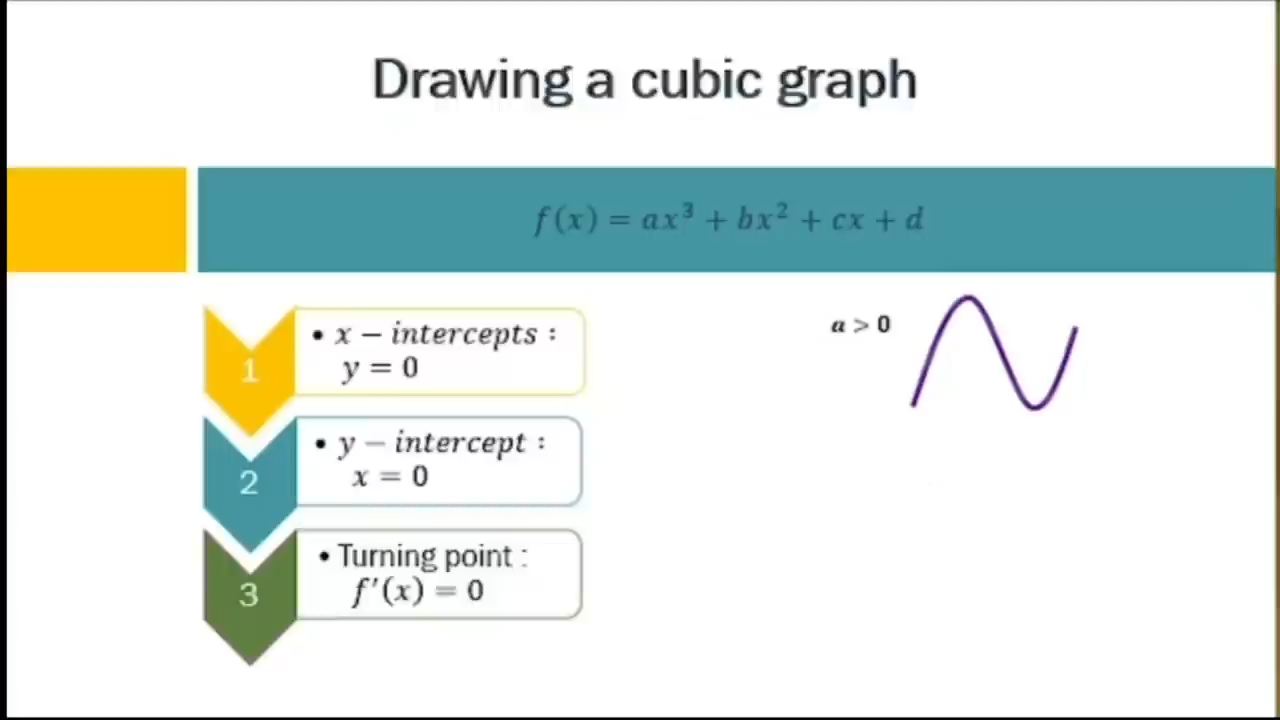 Drawing a cubic graph
f(x) = ax³ + bx² + cx + d
1
• x − intercepts :
y = 0
a > 0
2
• y − intercept :
x = 0
3
• Turning point :
f′(x) = 0